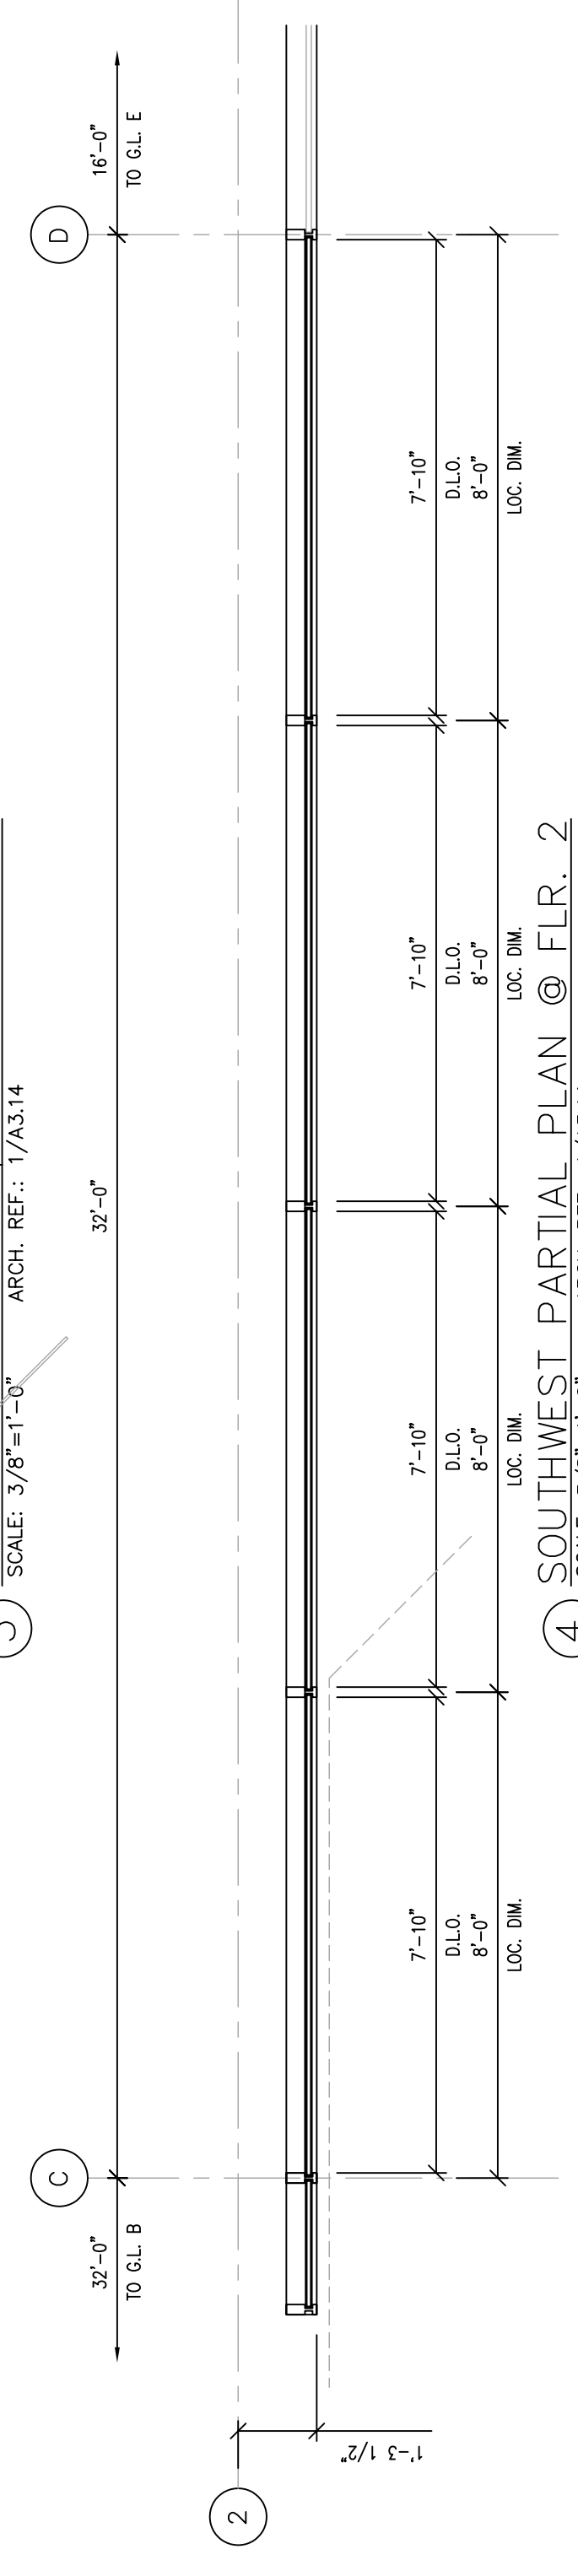 SCALE: 3/8"=1'-0" ARCH. REF.: 1/A3.14
C
D
32'-0"
TO G.L. B
32'-0"
16'-0"
TO G.L. E
2
1'-3 1/2"
7'-10"
D.L.O.
8'-0"
LOC. DIM.
7'-10"
D.L.O.
8'-0"
LOC. DIM.
7'-10"
D.L.O.
8'-0"
LOC. DIM.
7'-10"
D.L.O.
8'-0"
LOC. DIM.
4
SOUTHWEST PARTIAL PLAN @ FLR. 2